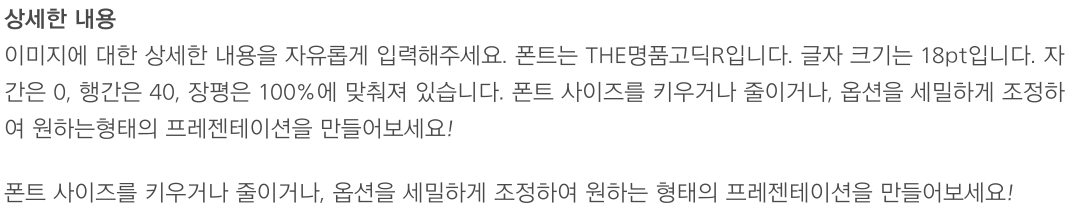 상세한 내용
이미지에 대한 상세한 내용을 자유롭게 입력해주세요. 폰트는 THE명품고딕R입니다. 글자 크기는 18pt입니다. 자
간은 0, 행간은 40, 장평은 100%에 맞춰져 있습니다. 폰트 사이즈를 키우거나 줄이거나, 옵션을 세밀하게 조정하
여 원하는형태의 프레젠테이션을 만들어보세요!
폰트 사이즈를 키우거나 줄이거나, 옵션을 세밀하게 조정하여 원하는 형태의 프레젠테이션을 만들어보세요!